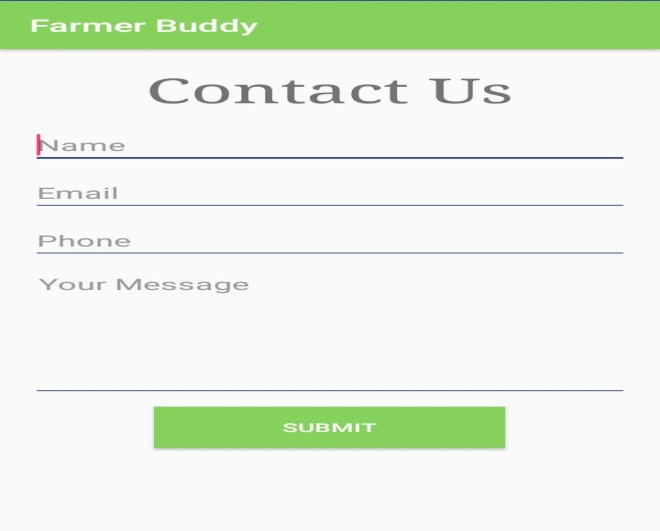 Farmer Buddy
Contact Us
Name
Email
Phone
Your Message
SUBMIT